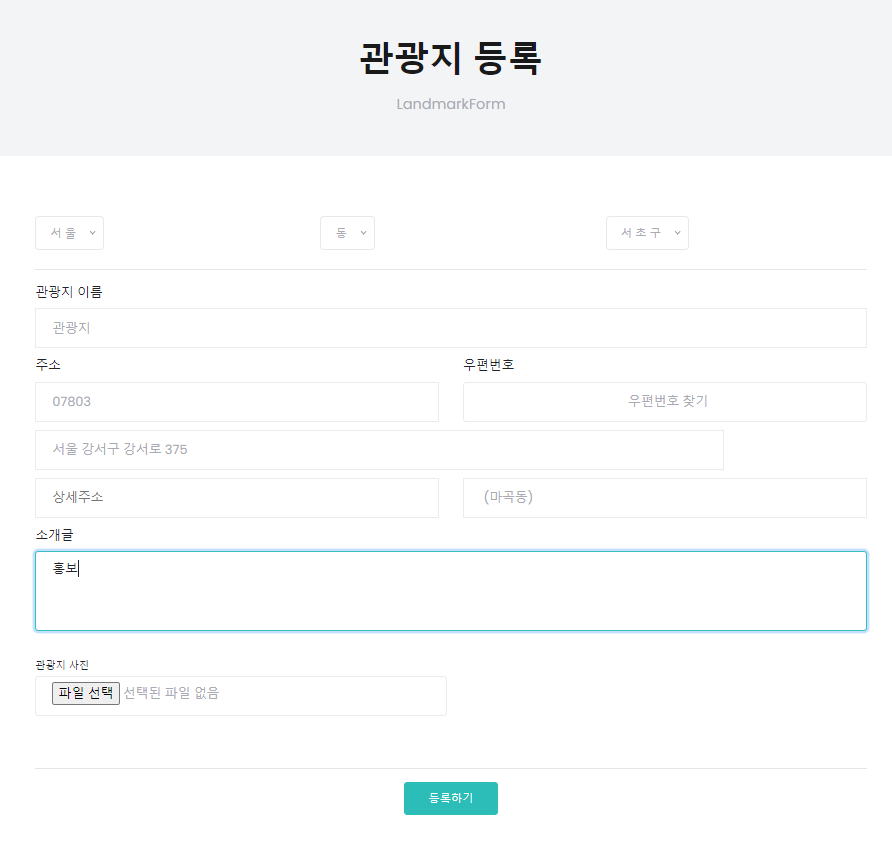 관광지 등록
LandmarkForm
서울 동 서초구
관광지 이름
관광지
주소 우편번호
07803 우편번호 찾기
서울 강서구 강서로 375
상세주소 (마곡동)
소개글
홍보
관광지 사진
파일 선택 선택된 파일 없음
등록하기